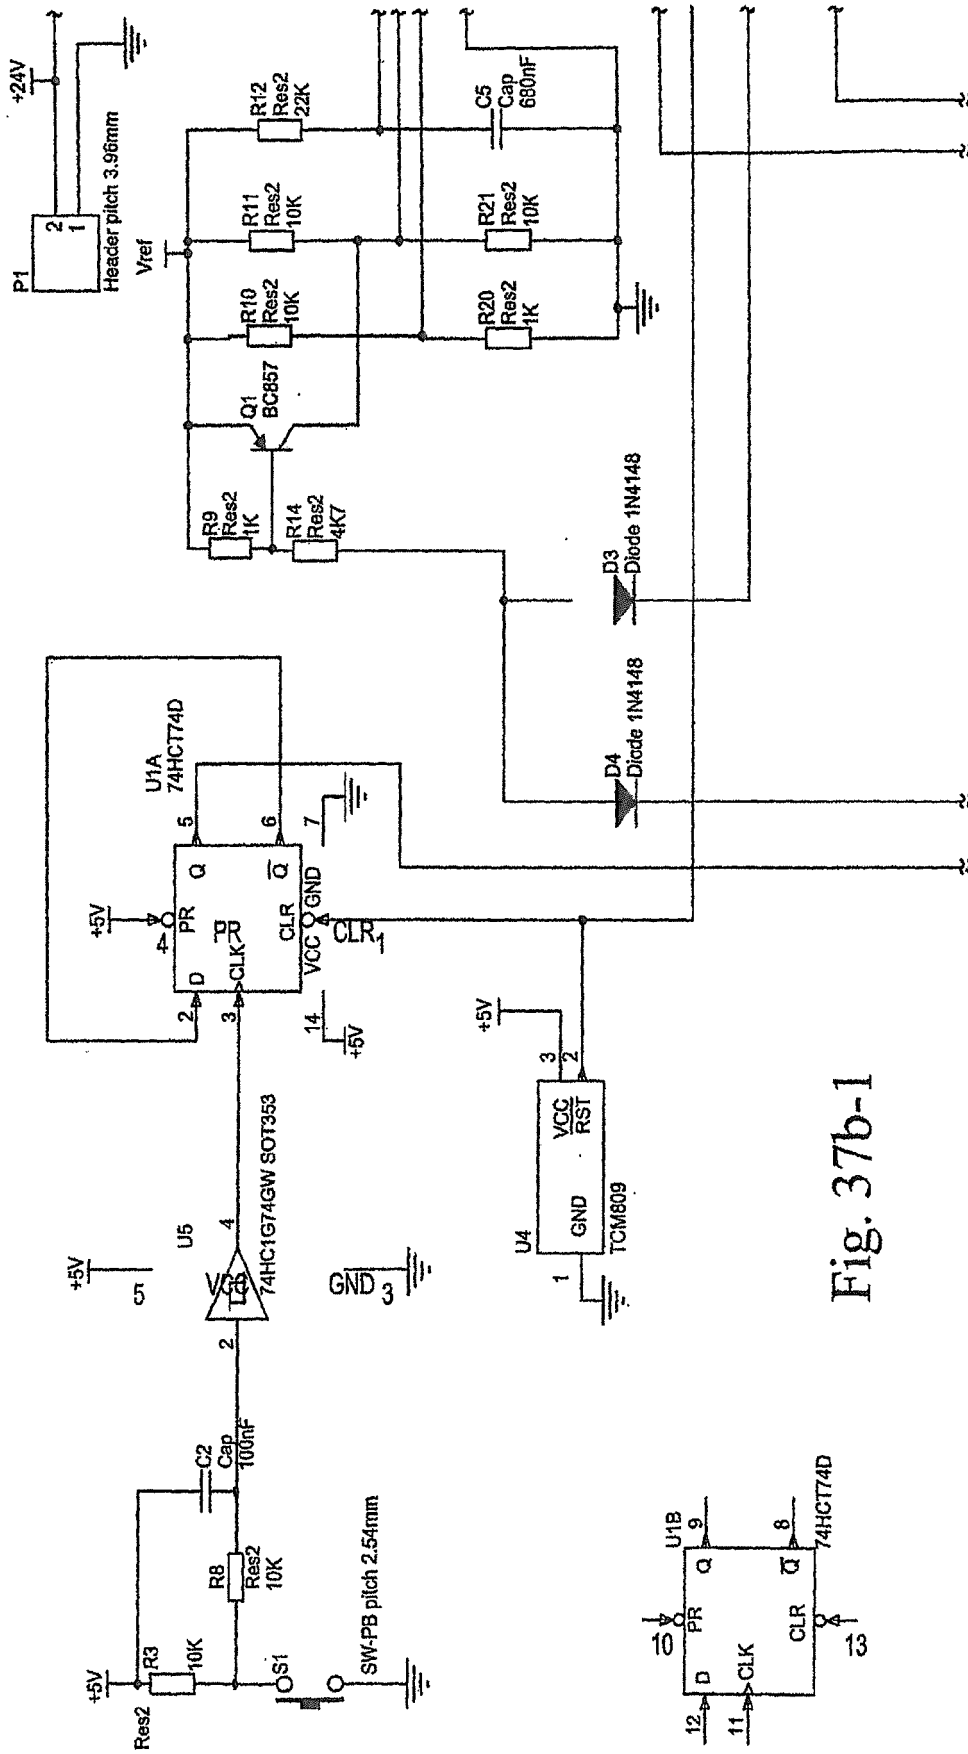 +5V
R3
Res2
10K
S1
SW-PB pitch 2.54mm
R8
Res2
10K
C2
Cap
100nF
+5V
5
2
U5
4
VCC
74HC1G74GW SOT353
GND 3
2
3
D
CLK
4
+5V
PR
PR
CLR
CLR1
VCC
GND
14
+5V
7
Q
Q
5
6
U1A
74HCT74D
P1
2
1
Header pitch 3.96mm
+24V
Vref
R9
Res2
1K
R14
Res2
4K7
Q1
BC857
R10
Res2
10K
R11
Res2
10K
R12
Res2
22K
R20
Res2
1K
R21
Res2
10K
C5
Cap
680nF
U4
1
GND
VCC
RST
3
2
+5V
TCM809
D4
Diode 1N4148
D3
Diode 1N4148
U1B
12
11
D
CLK
10
PR
CLR
13
Q
Q
9
8
74HCT74D
Fig. 37b-1